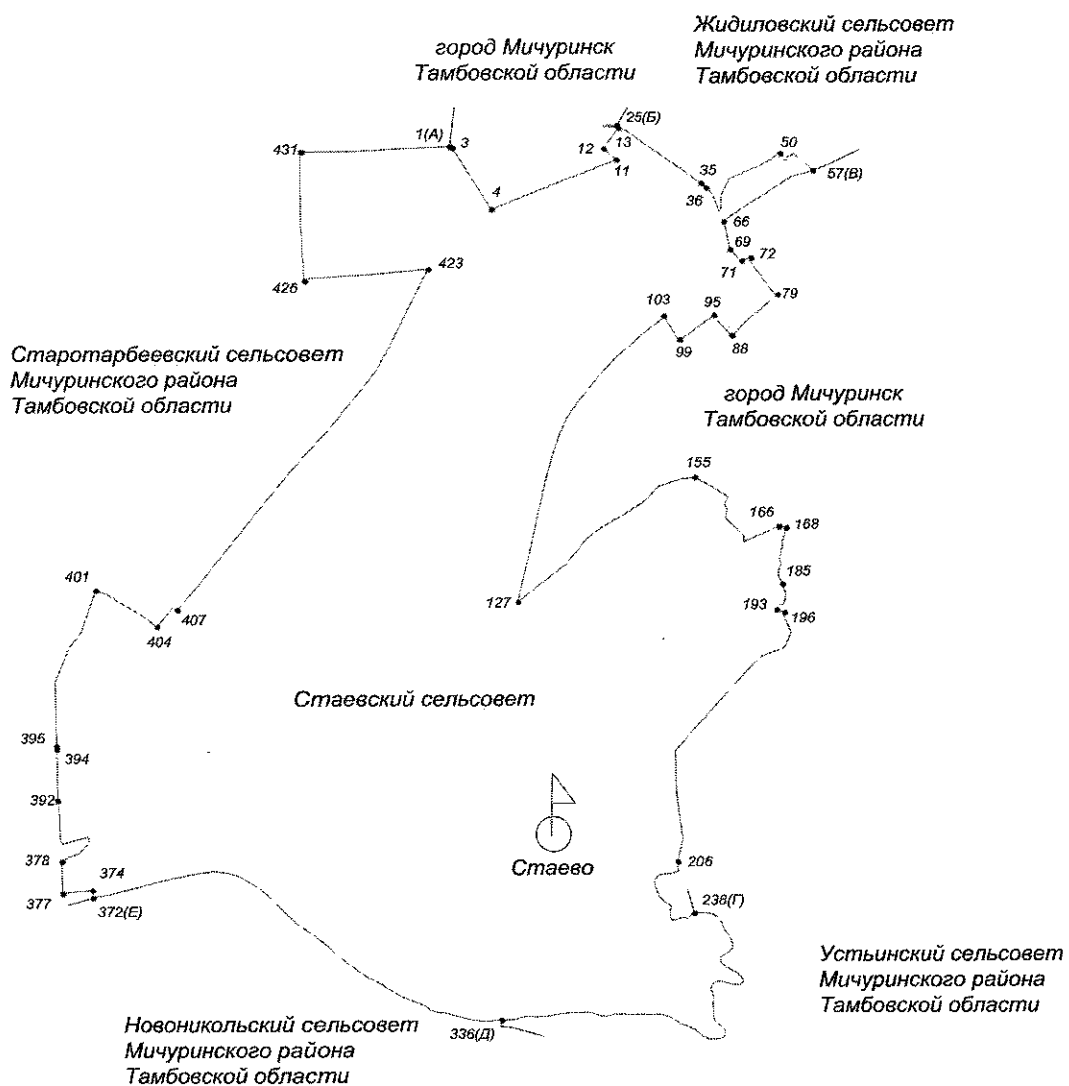 Жидиловский сельсовет
Мичуринского района
Тамбовской области
город Мичуринск
Тамбовской области
25(Б)
1(А)
3
13
12
11
431
50
57(В)
35
36
4
66
69
72
71
423
426
79
103
95
99
88
Старотарбеевский сельсовет
Мичуринского района
Тамбовской области
город Мичуринск
Тамбовской области
155
166
168
185
401
127
193
196
407
404
Стаевский сельсовет
395
394
392
Стаево
378
206
374
377
372(Е)
238(Г)
Устьинский сельсовет
Мичуринского района
Тамбовской области
Новоникольский сельсовет
Мичуринского района
Тамбовской области
336(Д)